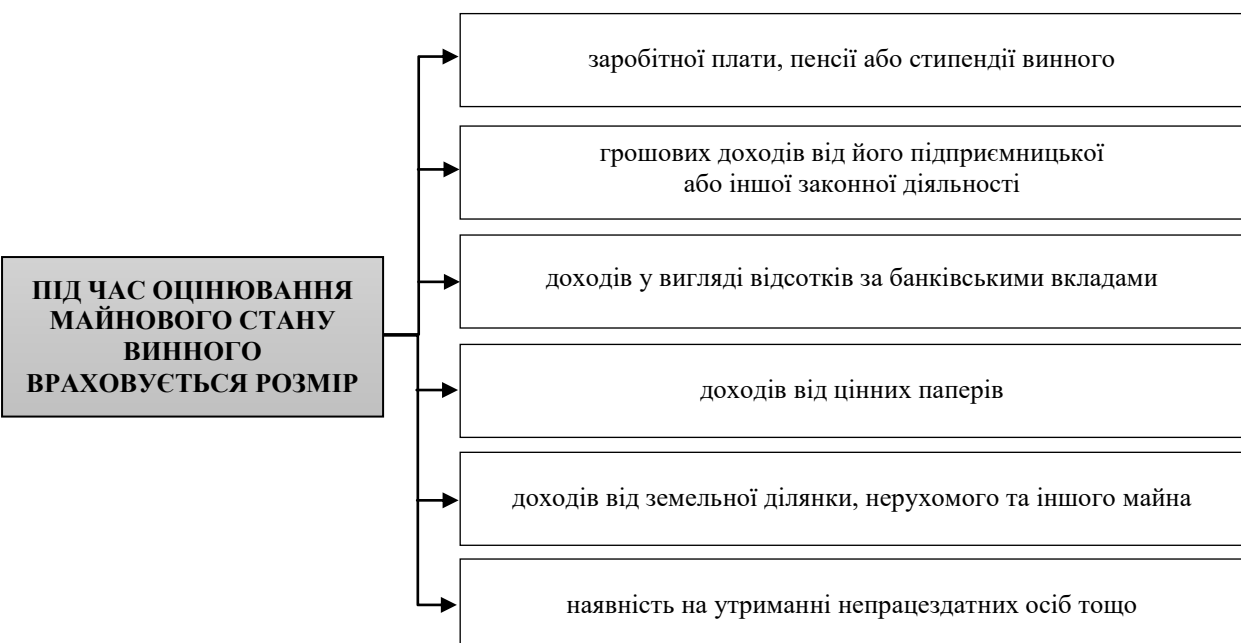 ПІД ЧАС ОЦІНЮВАННЯ
МАЙНОВОГО СТАНУ
ВИННОГО
ВРАХОВУЄТЬСЯ РОЗМІР
заробітної плати, пенсії або стипендії винного
грошових доходів від його підприємницької
або іншої законної діяльності
доходів у вигляді відсотків за банківськими вкладами
доходів від цінних паперів
доходів від земельної ділянки, нерухомого та іншого майна
наявність на утриманні непрацездатних осіб тощо